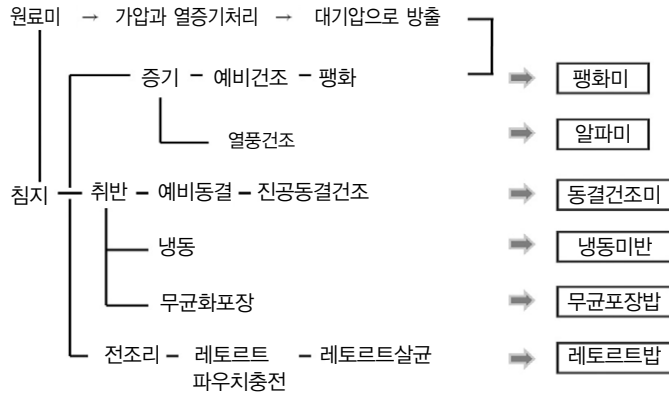 원료미 → 가압과 열증기처리 → 대기압으로 방출
증기 - 예비건조 - 팽화 팽화미
열풍건조 알파미
침지 취반 - 예비동결 - 진공동결건조 동결건조미
냉동 냉동미반
무균화포장 무균포장밥
전조리 - 레토르트 - 레토르트살균 레토르트밥
파우치충전